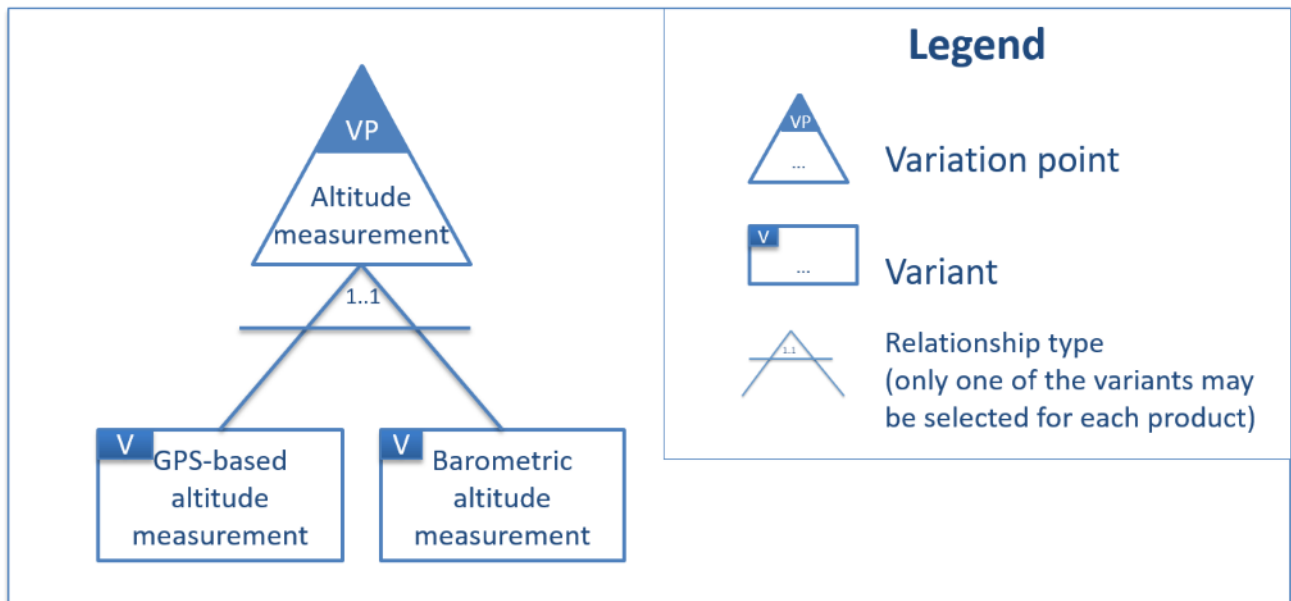 VP
Altitude
measurement
1..1
V
GPS-based
altitude
measurement
V
Barometric
altitude
measurement
Legend
VP
...
Variation point
V
...
Variant
1..1
Relationship type
(only one of the variants may
be selected for each product)